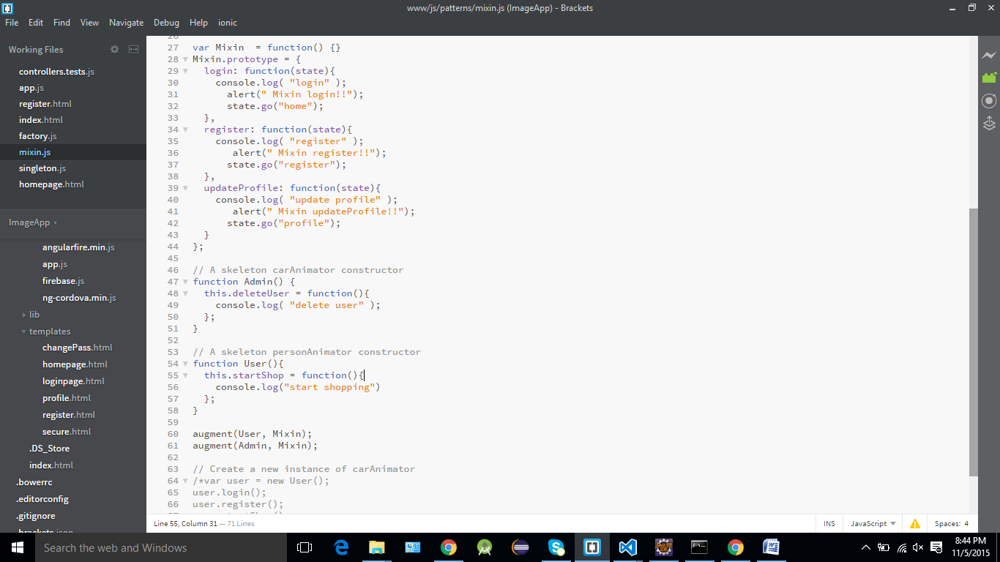 www/js/patterns/mixin.js (ImageApp) - Brackets
File Edit Find View Navigate Debug Help ionic
Working Files
controllers.tests.js
app.js
register.html
index.html
factory.js
mixin.js
singleton.js
homepage.html
ImageApp
angularfire.min.js
app.js
firebase.js
ng-cordova.min.js
lib
templates
changePass.html
homepage.html
loginpage.html
profile.html
register.html
secure.html
.DS_Store
index.html
.bowerrc
.editorconfig
.gitignore
.brackets.json
26
27 var Mixin  = function() {}
28 Mixin.prototype = {
29   login: function(state){
30     console.log( "login" );
31       alert(" Mixin login!!");
32       state.go("home");
33   },
34   register: function(state){
35     console.log( "register" );
36        alert(" Mixin register!!");
37       state.go("register");
38   },
39   updateProfile: function(state){
40     console.log( "update profile" );
41        alert(" Mixin updateProfile!!");
42       state.go("profile");
43   }
44 };
45
46 // A skeleton carAnimator constructor
47 function Admin() {
48   this.deleteUser = function(){
49     console.log( "delete user" );
50   };
51 }
52
53 // A skeleton personAnimator constructor
54 function User(){
55   this.startShop = function(){
56     console.log("start shopping")
57   };
58 }
59
60 augment(User, Mixin);
61 augment(Admin, Mixin);
62
63 // Create a new instance of carAnimator
64 /*var user = new User();
65 user.login();
66 user.register();
Line 55, Column 31 — 71 Lines
INS JavaScript Spaces: 4
Search the web and Windows
8:44 PM
11/5/2015